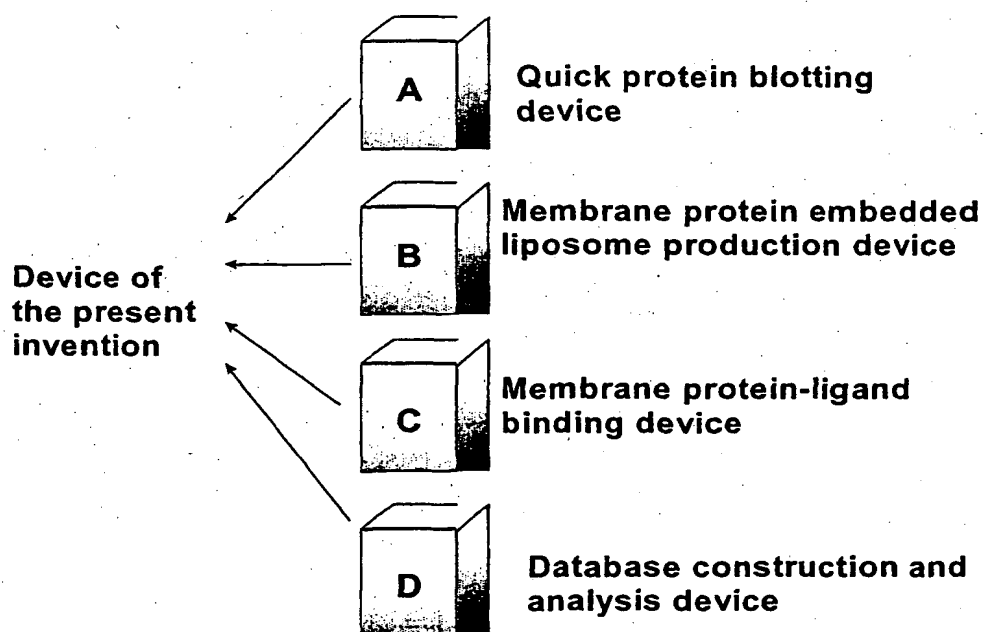 A
Quick protein blotting
device
B
Membrane protein embedded
liposome production device
Device of
the present
invention
C
Membrane protein-ligand
binding device
D
Database construction and
analysis device